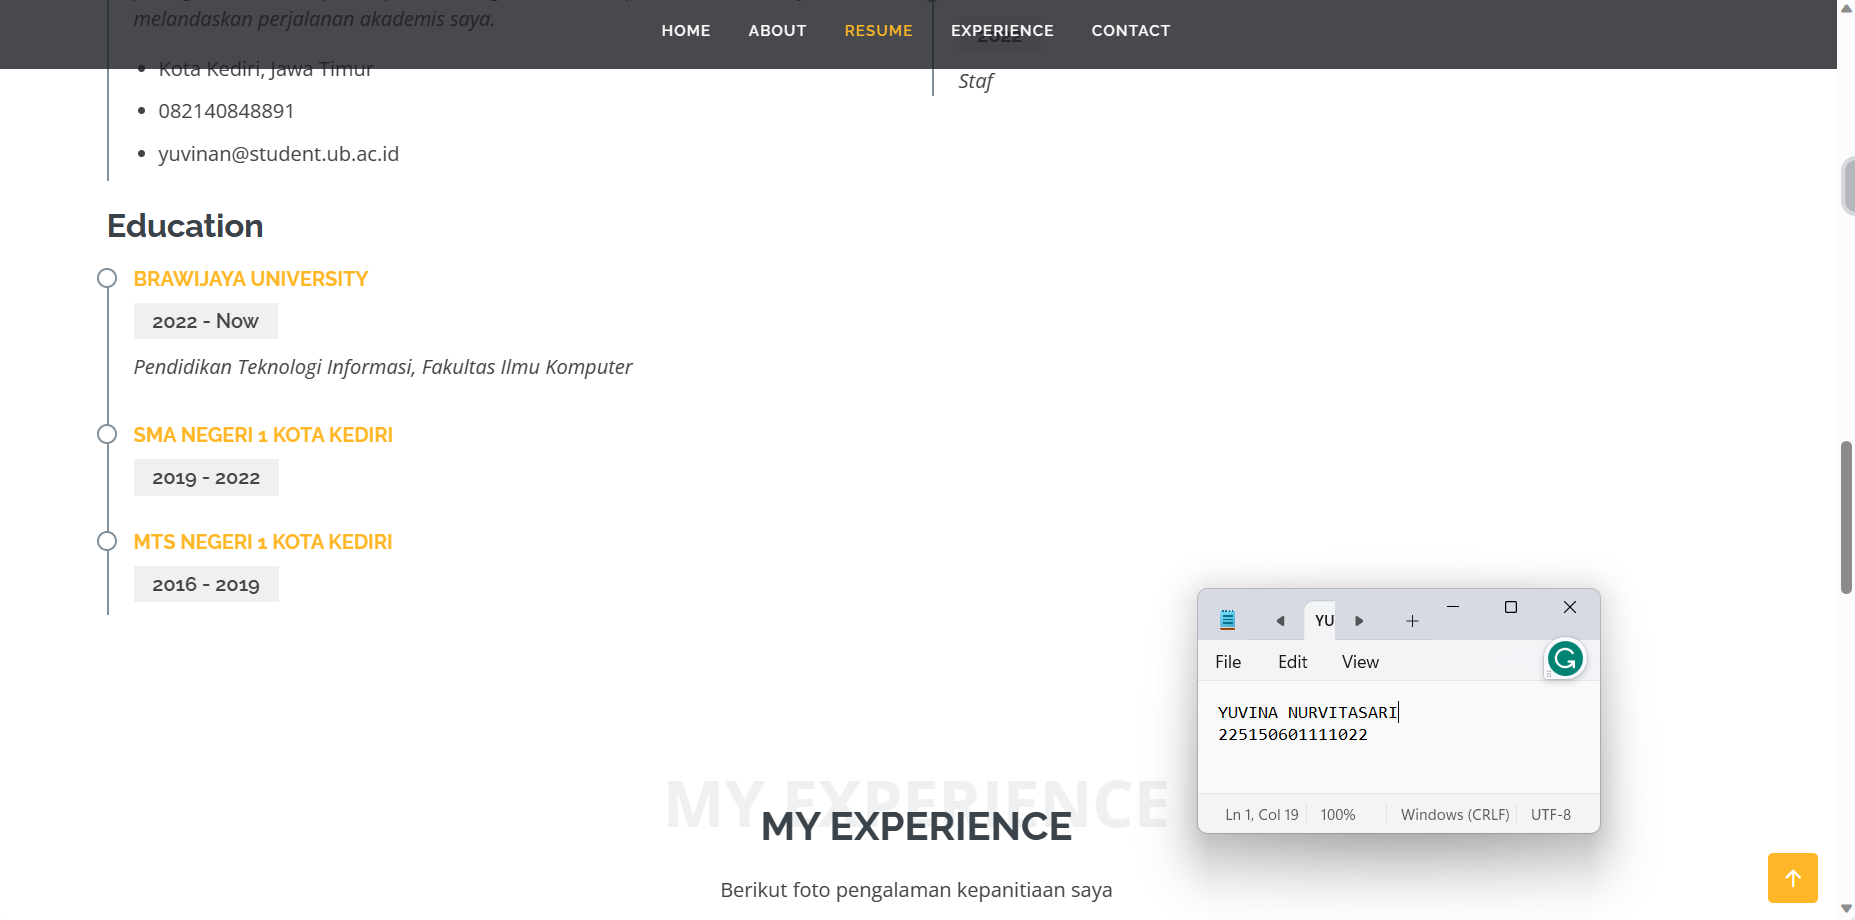 melandaskan perjalanan akademis saya.
HOME ABOUT RESUME EXPERIENCE CONTACT
2022
Kota Kediri, Jawa Timur
Staf
082140848891
yuvinan@student.ub.ac.id
Education
BRAWIJAYA UNIVERSITY
2022 - Now
Pendidikan Teknologi Informasi, Fakultas Ilmu Komputer
SMA NEGERI 1 KOTA KEDIRI
2019 - 2022
MTS NEGERI 1 KOTA KEDIRI
2016 - 2019
YU
File Edit View
YUVINA NURVITASARI
225150601111022
Ln 1, Col 19 100% Windows (CRLF) UTF-8
MY EXPERIENCE
MY EXPERIENCE
Berikut foto pengalaman kepanitiaan saya